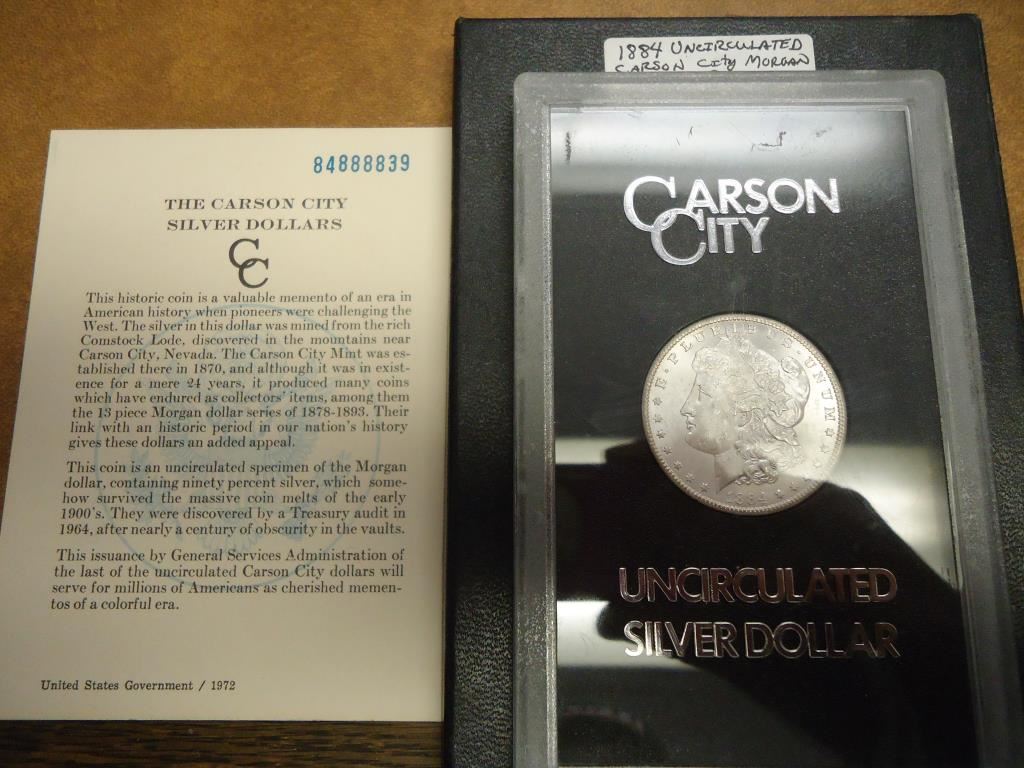 84888839
THE CARSON CITY
SILVER DOLLARS
CC
This historic coin is a valuable memento of an era in
American history when pioneers were challenging the
West. The silver in this dollar was mined from the rich
Comstock Lode, discovered in the mountains near
Carson City, Nevada. The Carson City Mint was es-
tablished there in 1870, and although it was in exist-
ence for a mere 24 years, it produced many coins
which have endured as collectors' items, among them
the 13 piece Morgan dollar series of 1878-1893. Their
link with an historic period in our nation's history
gives these dollars an added appeal.
This coin is an uncirculated specimen of the Morgan
dollar, containing ninety percent silver, which some-
how survived the massive coin melts of the early
1900's. They were discovered by a Treasury audit in
1964, after nearly a century of obscurity in the vaults.
This issuance by General Services Administration of
the last of the uncirculated Carson City dollars will
serve for millions of Americans as cherished memen-
tos of a colorful era.
United States Government / 1972
1884 UNCIRCULATED
CARSON City MORGAN
CARSON
CITY
E·PLURIBUS·UNUM
1884
UNCIRCULATED
SILVER DOLLAR